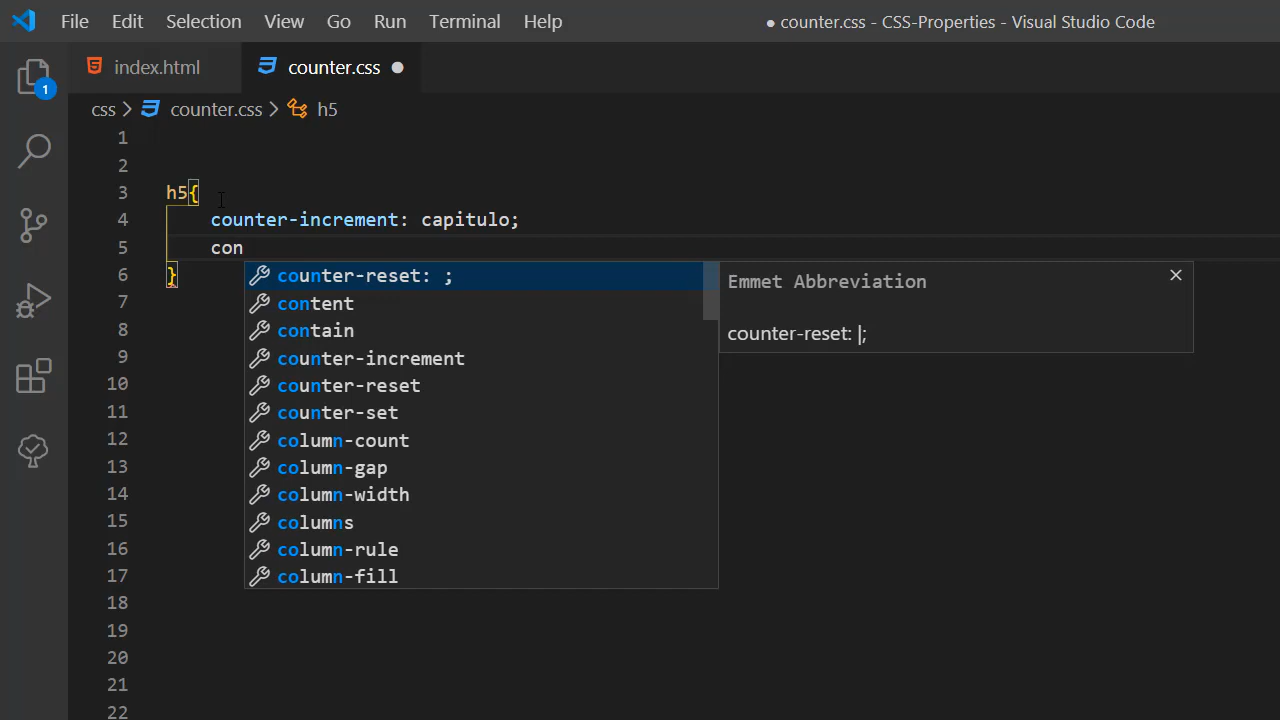 File Edit Selection View Go Run Terminal Help ● counter.css - CSS-Properties - Visual Studio Code
index.html counter.css
css > counter.css > h5
1
1
2
3 h5{
4 counter-increment: capitulo;
5 con
6 }
7
8
9
10
11
12
13
14
15
16
17
18
19
20
21
22
counter-reset: ;
content
contain
counter-increment
counter-reset
counter-set
column-count
column-gap
column-width
columns
column-rule
column-fill
Emmet Abbreviation
counter-reset: |;